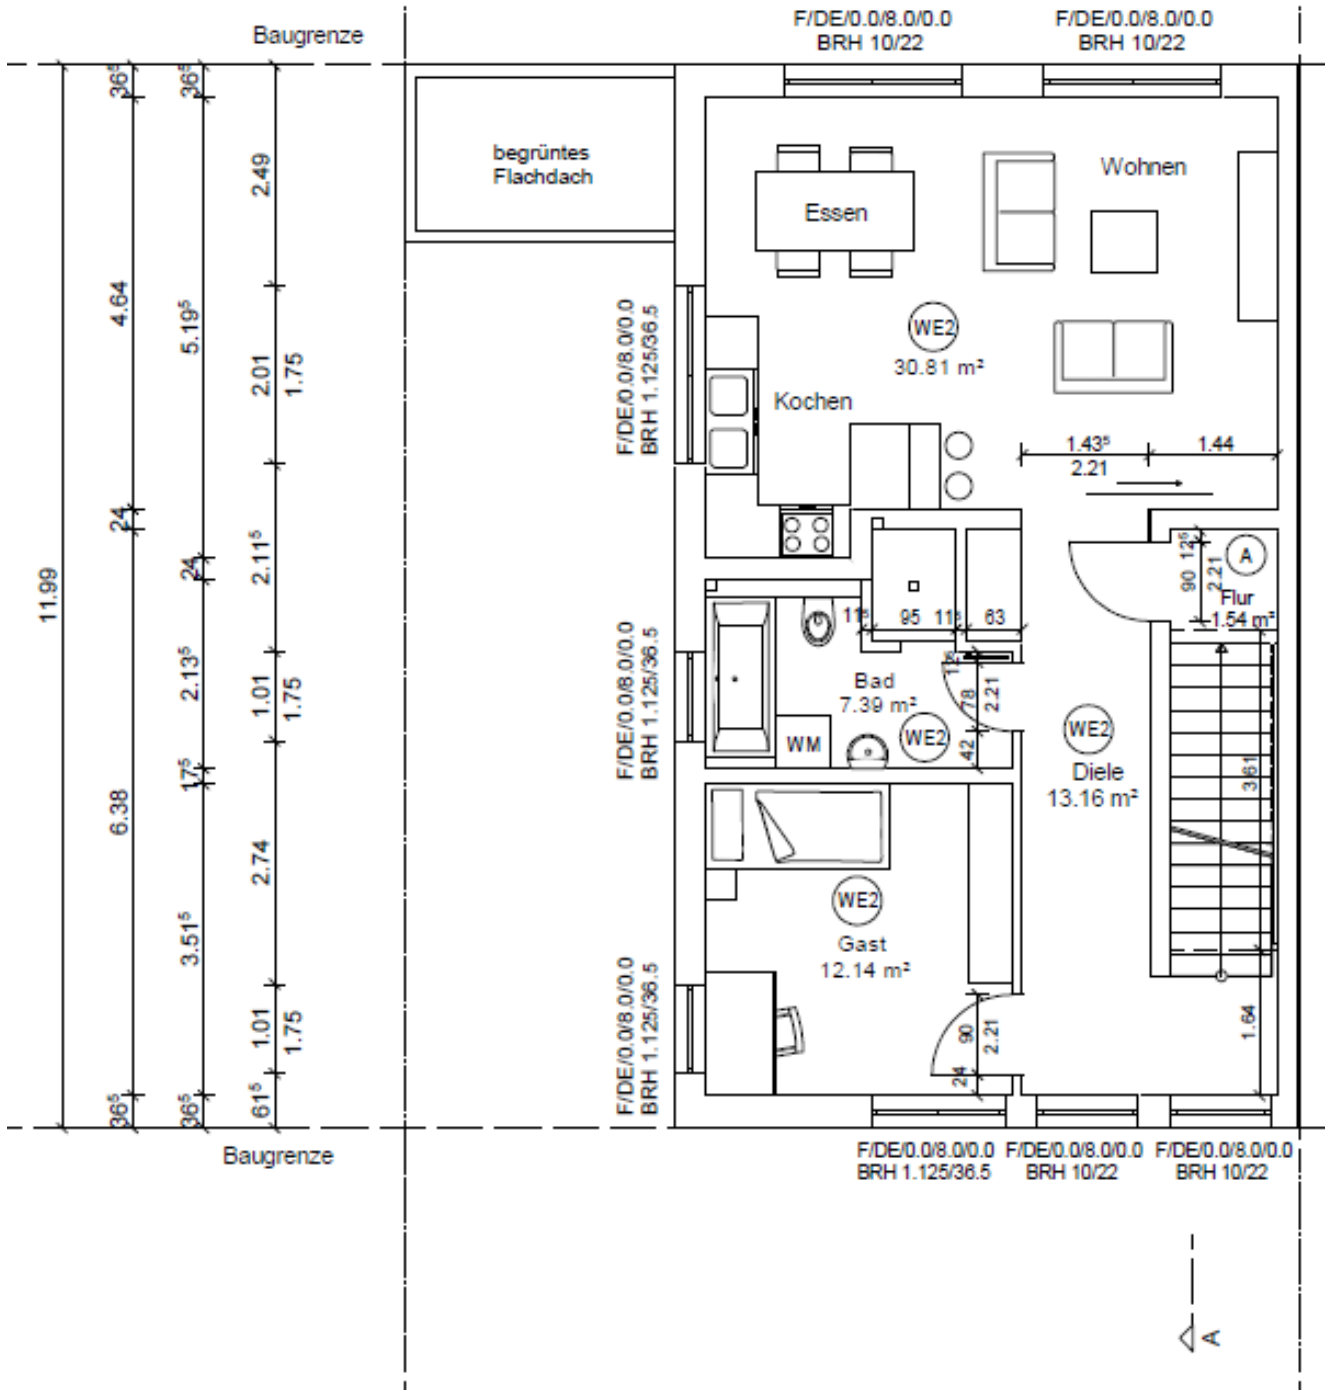 F/DE/0.0/8.0/0.0
BRH 10/22
F/DE/0.0/8.0/0.0
BRH 10/22
Baugrenze
36⁵
36⁵
2.49
begrüntes
Flachdach
Wohnen
Essen
4.64
5.19⁵
2.01
1.75
F/DE/0.0/8.0/0.0
BRH 1.125/36.5
WE2
30.81 m²
Kochen
1.43⁵
2.21
1.44
24
24
2.11⁵
11.99
A
Flur
1.54 m²
12⁵
90
2.21
11⁵
95
11⁵
63
2.13⁵
1.01
1.75
F/DE/0.0/8.0/0.0
BRH 1.125/36.5
Bad
7.39 m²
WE2
WM
12⁵
78
2.21
42
WE2
Diele
13.16 m²
3.61
17⁵
6.38
2.74
3.51⁵
WE2
Gast
12.14 m²
F/DE/0.0/8.0/0.0
BRH 1.125/36.5
1.01
1.75
90
2.21
24
1.64
36⁵
36⁵
61⁵
Baugrenze
F/DE/0.0/8.0/0.0
BRH 1.125/36.5
F/DE/0.0/8.0/0.0
BRH 10/22
F/DE/0.0/8.0/0.0
BRH 10/22
A